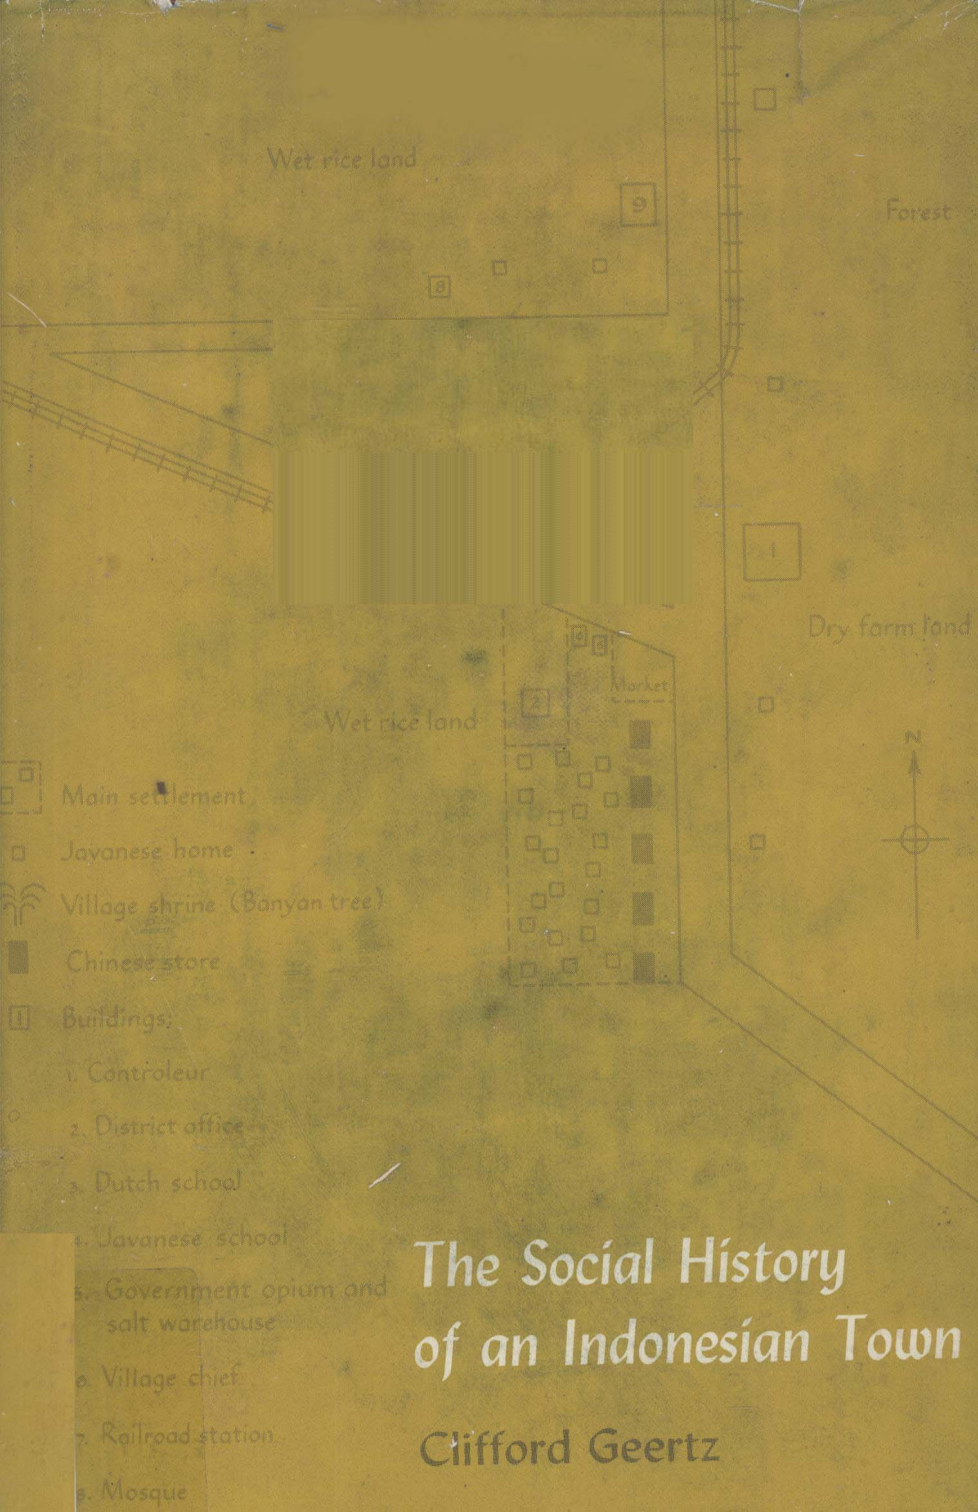 Wet rice land
9
Forest
8
1
Dry farm land
6
Market
2
Wet rice land
N
Main settlement
Javanese home
Village shrine (Banyan tree)
Chinese store
1 Buildings;
1. Controleur
2. District office
3. Dutch school
4. Javanese school
5. Government opium and
salt warehouse
6. Village chief
7. Railroad station
8. Mosque
The Social History
of an Indonesian Town
Clifford Geertz